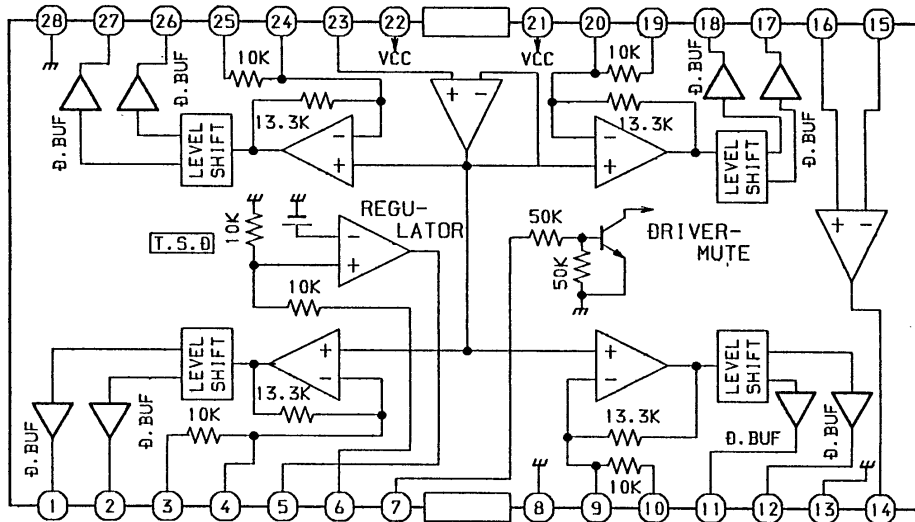 28 27 26 25 24 23 22 21 20 19 18 17 16 15
10K
VCC
VCC
10K
D.BUF
D.BUF
D.BUF
D.BUF
13.3K
13.3K
+ -
LEVEL SHIFT
-
+
-
+
LEVEL SHIFT
+ -
T.S.D
10K
-
+
REGU-
LATOR
50K
50K
DRIVER-
MUTE
10K
LEVEL SHIFT
+
-
+
-
LEVEL SHIFT
13.3K
13.3K
D.BUF
D.BUF
10K
D.BUF
D.BUF
10K
1 2 3 4 5 6 7 8 9 10 11 12 13 14